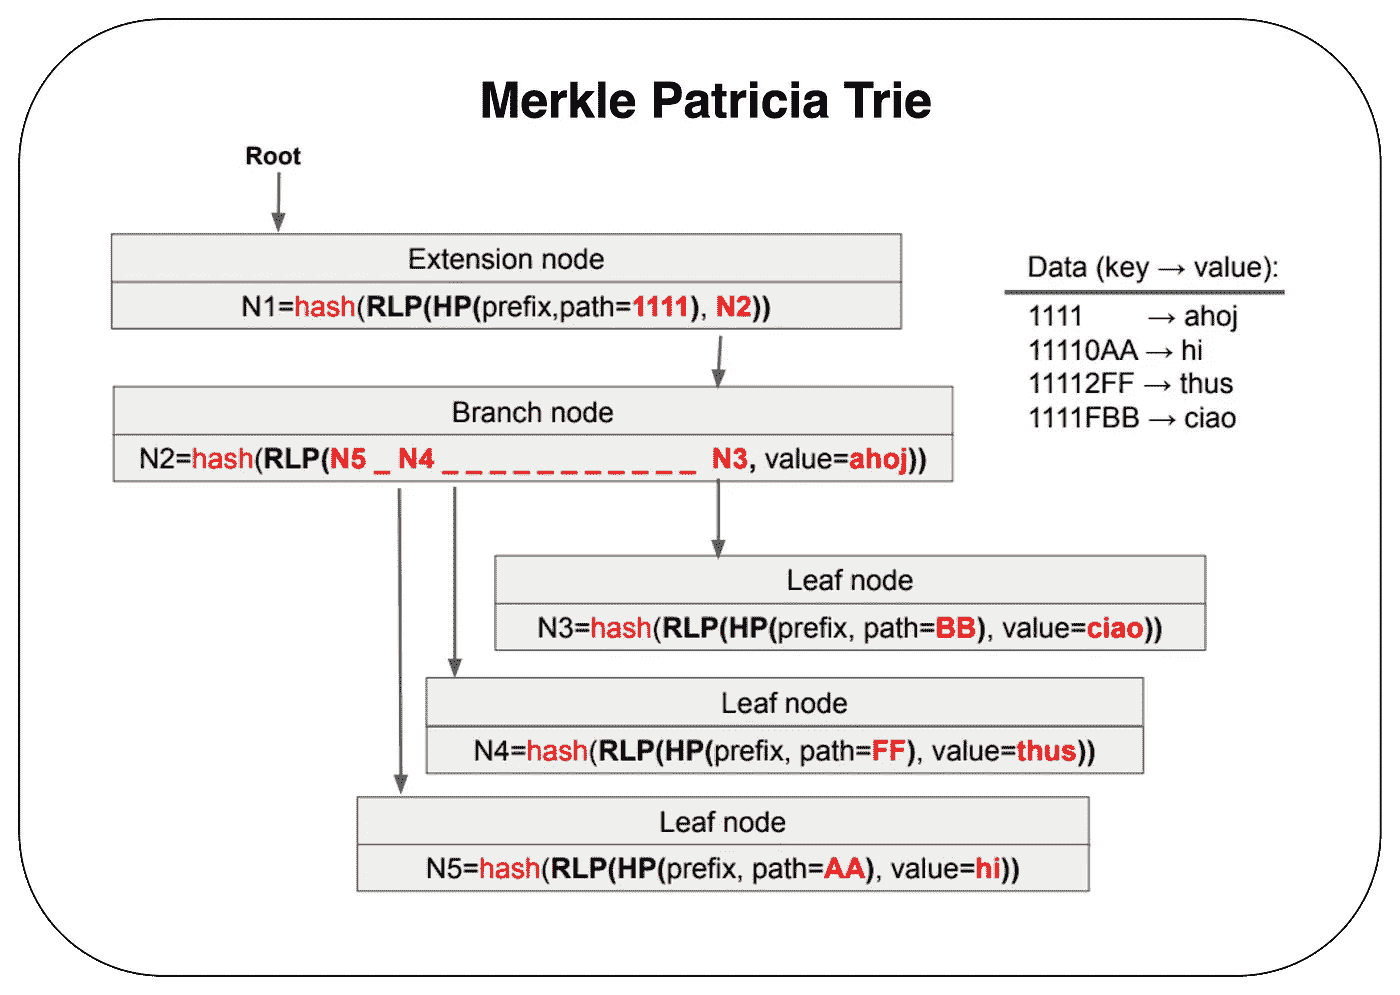 Merkle Patricia Trie
Root
Extension node
N1=hash(RLP(HP(prefix,path=1111), N2))
Data (key → value):
1111 → ahoj
11110AA → hi
11112FF → thus
1111FBB → ciao
Branch node
N2=hash(RLP(N5 _ N4 _ _ _ _ _ _ _ _ _ _ _ N3, value=ahoj))
Leaf node
N3=hash(RLP(HP(prefix, path=BB), value=ciao))
Leaf node
N4=hash(RLP(HP(prefix, path=FF), value=thus))
Leaf node
N5=hash(RLP(HP(prefix, path=AA), value=hi))